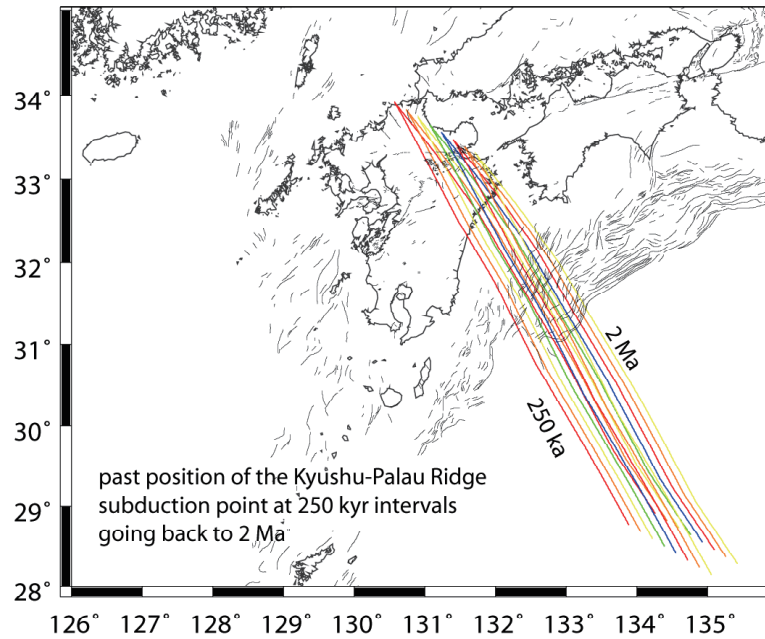 34°
33°
32°
31°
30°
29°
28°
2 Ma
250 ka
past position of the Kyushu-Palau Ridge
subduction point at 250 kyr intervals
going back to 2 Ma
126° 127° 128° 129° 130° 131° 132° 133° 134° 135°